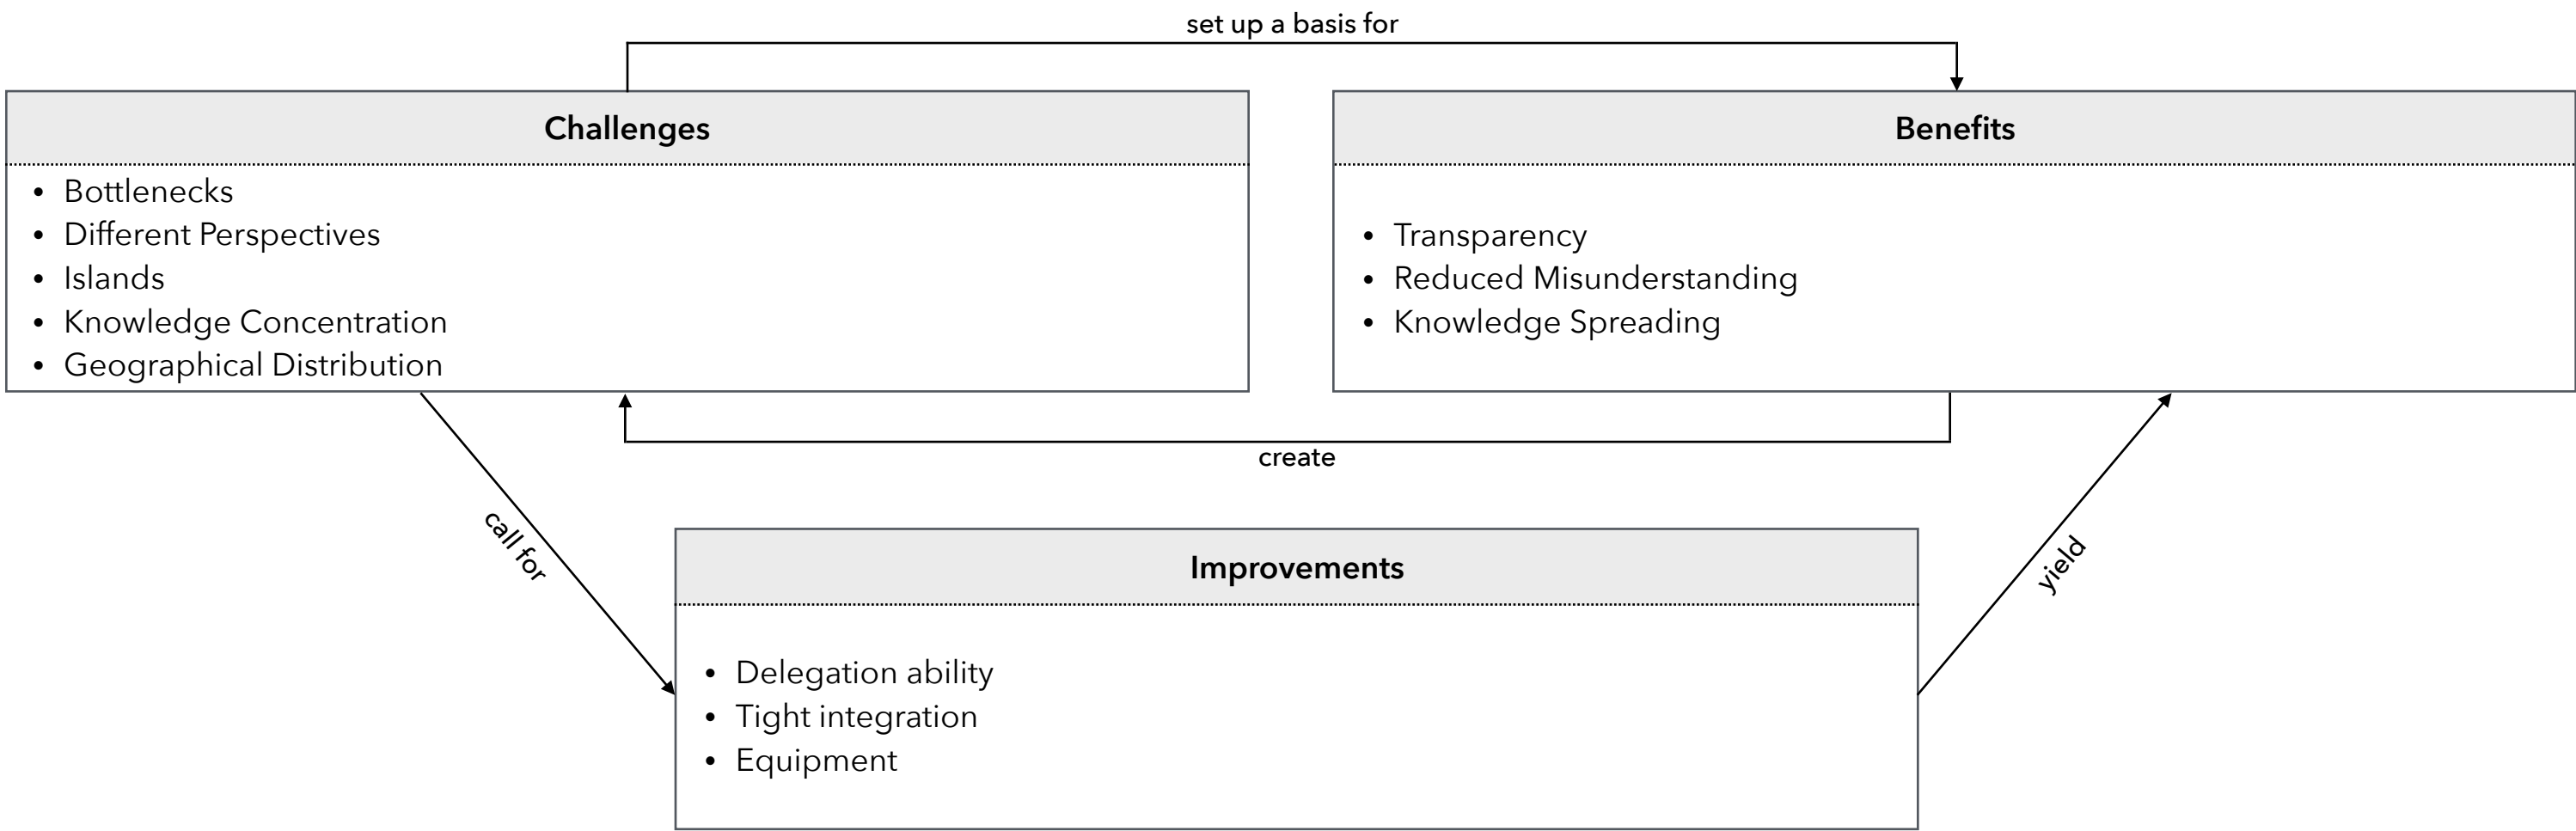 set up a basis for
Challenges
• Bottlenecks
• Different Perspectives
• Islands
• Knowledge Concentration
• Geographical Distribution
Benefits
• Transparency
• Reduced Misunderstanding
• Knowledge Spreading
create
call for
yield
Improvements
• Delegation ability
• Tight integration
• Equipment